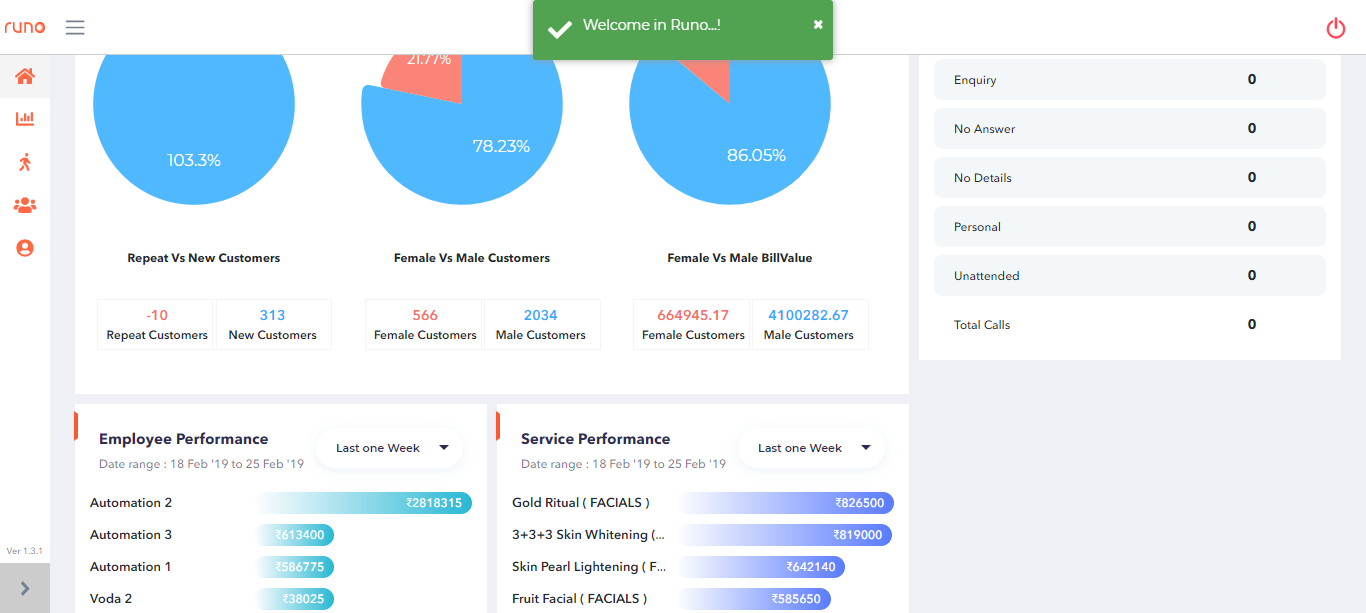 runo
Welcome in Runo...!
103.3%
21.77%
78.23%
86.05%
Repeat Vs New Customers
-10
Repeat Customers
313
New Customers
Female Vs Male Customers
566
Female Customers
2034
Male Customers
Female Vs Male BillValue
664945.17
Female Customers
4100282.67
Male Customers
Enquiry 0
No Answer 0
No Details 0
Personal 0
Unattended 0
Total Calls 0
Employee Performance
Last one Week
Date range : 18 Feb '19 to 25 Feb '19
Automation 2 ₹2818315
Automation 3 ₹613400
Automation 1 ₹586775
Voda 2 ₹38025
Service Performance
Last one Week
Date range : 18 Feb '19 to 25 Feb '19
Gold Ritual ( FACIALS ) ₹826500
3+3+3 Skin Whitening (... ₹819000
Skin Pearl Lightening ( F... ₹642140
Fruit Facial ( FACIALS ) ₹585650
Ver 1.3.1